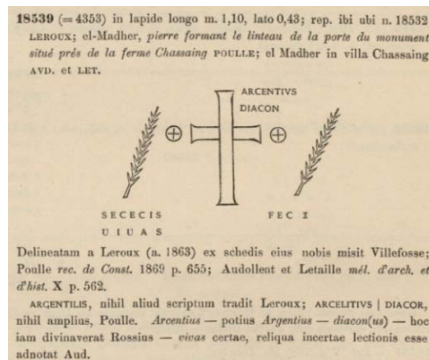 18539 (= 4353) in lapide longo m. 1,10, lato 0,43; rep. ibi ubi n. 18532
LEROUX; el-Madher, pierre formant le linteau de la porte du monument
situé prés de la ferme Chassaing POULLE; el Madher in villa Chassaing
AVD. et LET.
ARCENTIVS
DIACON
SECECIS
UIUAS
FEC I
Delineatam a Leroux (a. 1863) ex schedis eius nobis misit Villefosse;
Poulle rec. de Const. 1869 p. 655; Audollent et Letaille mél. d'arch. et
d'hist. X p. 562.
ARGENTILIS, nihil aliud scriptum tradit Leroux; ARCELITIVS | DIACOR,
nihil amplius, Poulle. Arcentius — potius Argentius — diacon(us) — hoc
iam divinaverat Rossius — vivas certae, reliqua incertae lectionis esse
adnotat Aud.